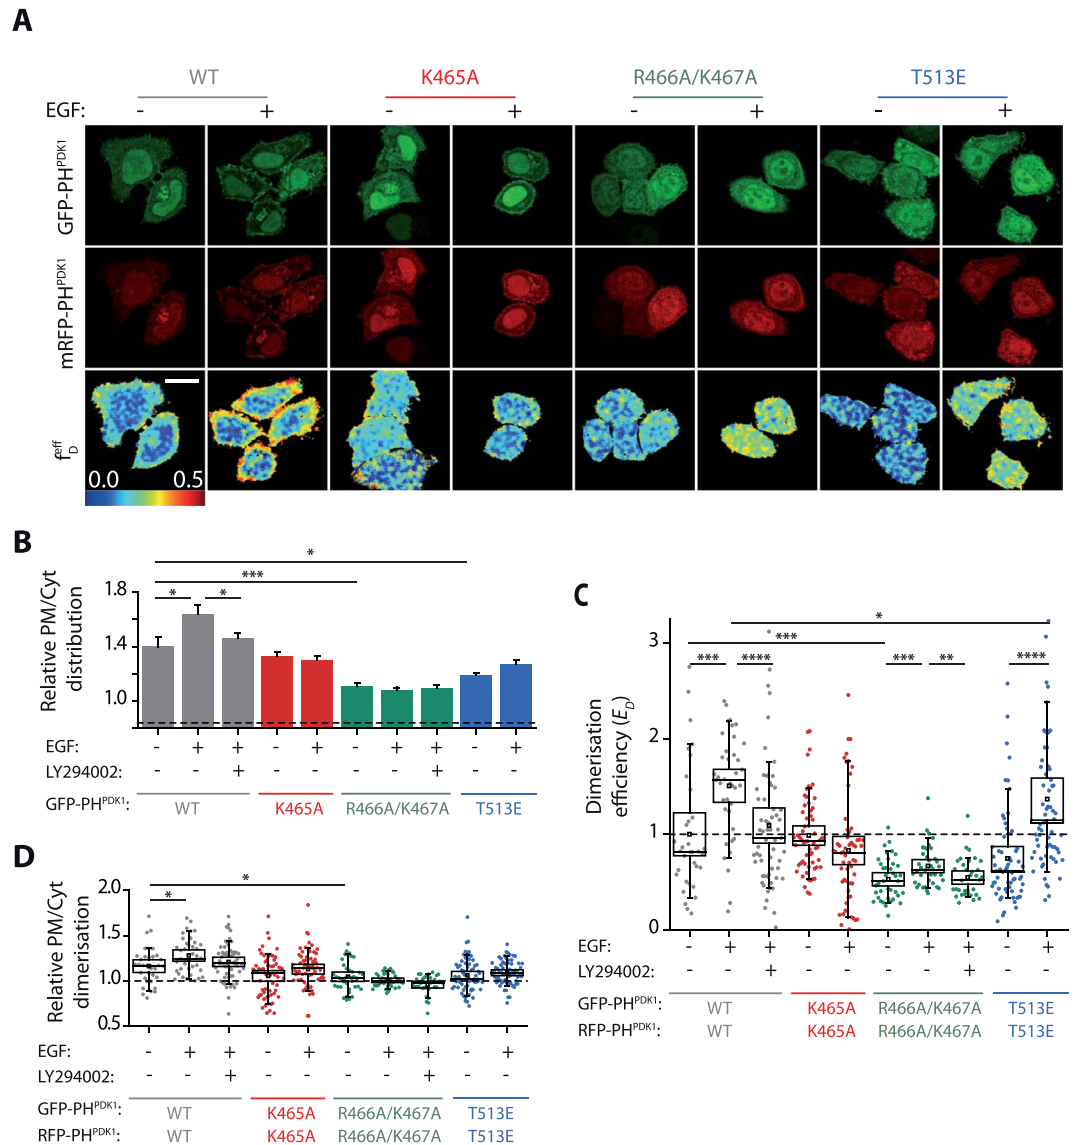 A
WT K465A R466A/K467A T513E
EGF: - + - + - + - +
GFP-PH^PDK1
mRFP-PH^PDK1
f_D^eff
0.0 0.5
B
Relative PM/Cyt
distribution
1.8
1.4
1.0
*
***
* *
EGF: - + + - + - + + - +
LY294002: - - + - - - - + - -
GFP-PH^PDK1: WT K465A R466A/K467A T513E
C
Dimerisation
efficiency (E_D)
3
2
1
0
*
***
*** **** *** ** ****
EGF: - + + - + - + + - +
LY294002: - - + - - - - + - -
GFP-PH^PDK1: WT K465A R466A/K467A T513E
RFP-PH^PDK1: WT K465A R466A/K467A T513E
D
Relative PM/Cyt
dimerisation
2.0
1.5
1.0
0.5
*
*
EGF: - + + - + - + + - +
LY294002: - - + - - - - + - -
GFP-PH^PDK1: WT K465A R466A/K467A T513E
RFP-PH^PDK1: WT K465A R466A/K467A T513E